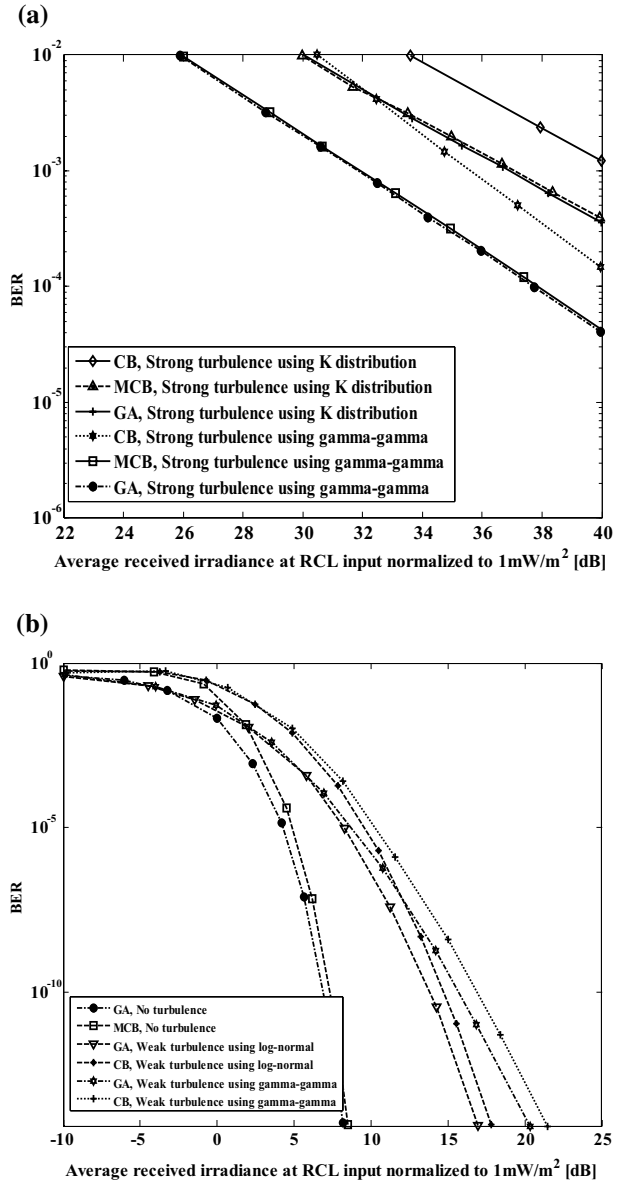 (a)
10^-2
10^-3
10^-4
10^-5
10^-6
BER
CB, Strong turbulence using K distribution
MCB, Strong turbulence using K distribution
GA, Strong turbulence using K distribution
CB, Strong turbulence using gamma-gamma
MCB, Strong turbulence using gamma-gamma
GA, Strong turbulence using gamma-gamma
22 24 26 28 30 32 34 36 38 40
Average received irradiance at RCL input normalized to 1mW/m² [dB]
(b)
10^0
10^-5
10^-10
BER
GA, No turbulence
MCB, No turbulence
GA, Weak turbulence using log-normal
CB, Weak turbulence using log-normal
GA, Weak turbulence using gamma-gamma
CB, Weak turbulence using gamma-gamma
-10 -5 0 5 10 15 20 25
Average received irradiance at RCL input normalized to 1mW/m² [dB]